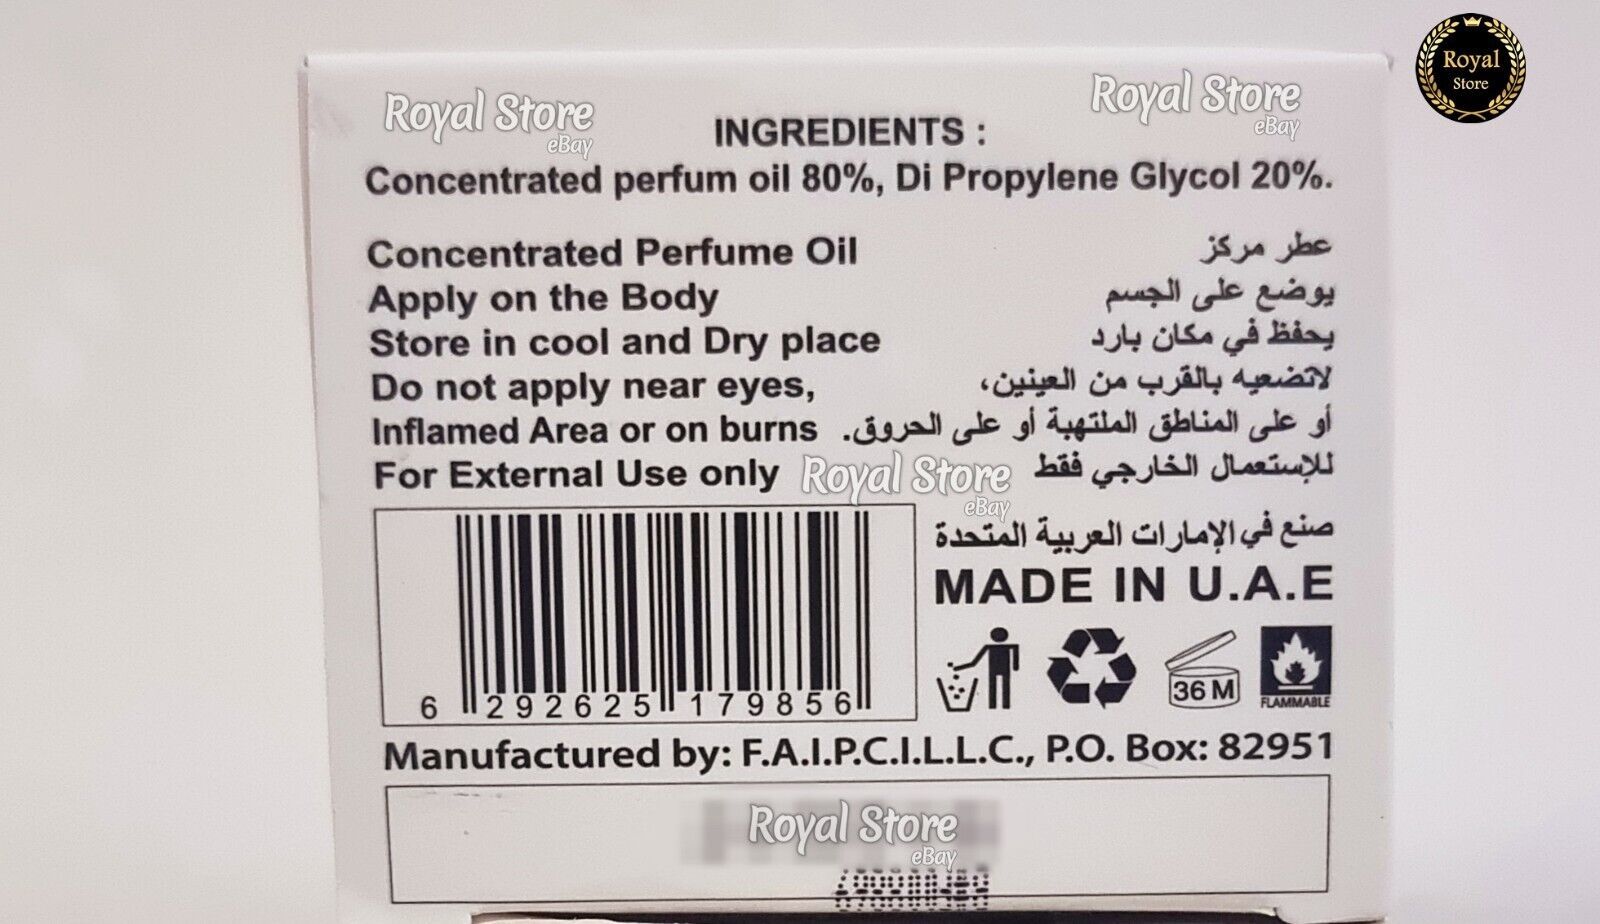 Royal
Store
Royal Store
eBay
Royal Store
eBay
INGREDIENTS :
Concentrated perfum oil 80%, Di Propylene Glycol 20%.
Concentrated Perfume Oil
عطر مركز
Apply on the Body
يوضع على الجسم
Store in cool and Dry place
يحفظ في مكان بارد
Do not apply near eyes,
لاتضعيه بالقرب من العينين،
Inflamed Area or on burns
أو على المناطق الملتهبة أو على الحروق.
For External Use only
للإستعمال الخارجي فقط
Royal Store
eBay
صنع في الإمارات العربية المتحدة
MADE IN U.A.E
36 M
FLAMMABLE
6 292625 179856
Manufactured by: F.A.I.P.C.I.L.L.C., P.O. Box: 82951
Royal Store
eBay